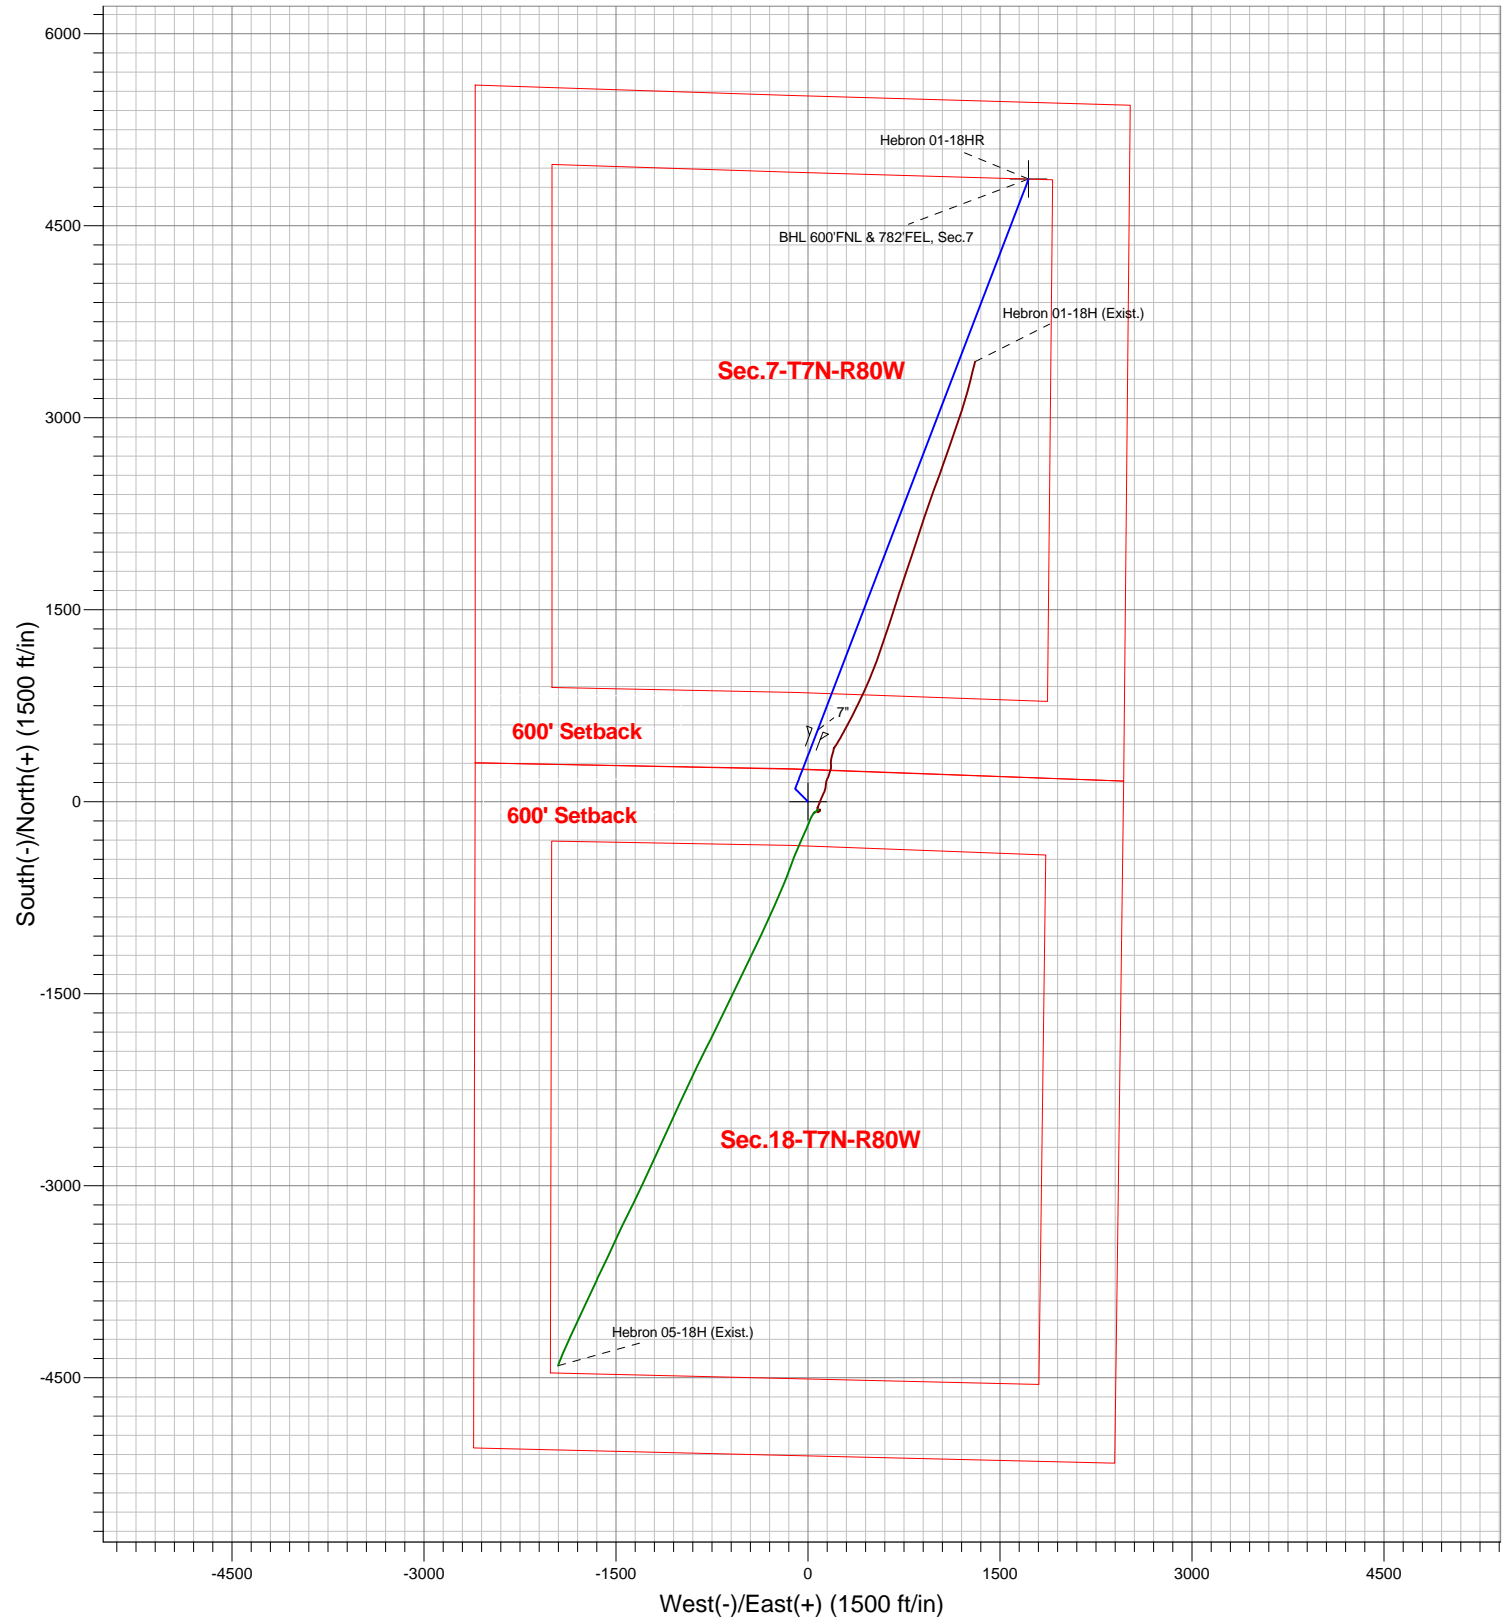 6000
4500
3000
1500
0
-1500
-3000
-4500
South(-)/North(+) (1500 ft/in)
Hebron 01-18HR
BHL 600'FNL & 782'FEL, Sec.7
Hebron 01-18H (Exist.)
Sec.7-T7N-R80W
7"
600' Setback
600' Setback
Sec.18-T7N-R80W
Hebron 05-18H (Exist.)
-4500
-3000
-1500
0
1500
3000
4500
West(-)/East(+) (1500 ft/in)